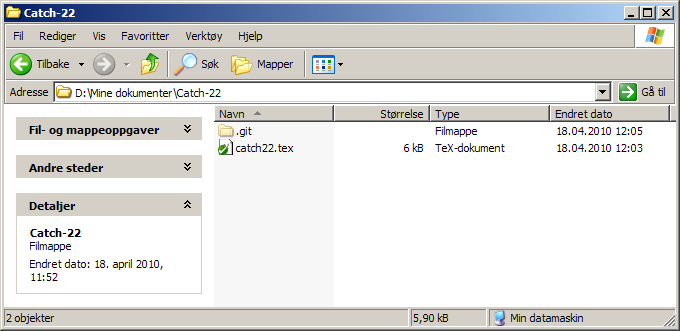 Catch-22
Fil Rediger Vis Favoritter Verktøy Hjelp
Tilbake Søk Mapper
Adresse D:\Mine dokumenter\Catch-22 Gå til
Navn Størrelse Type Endret dato
Fil- og mappeoppgaver
.git Filmappe 18.04.2010 12:05
catch22.tex 6 kB TeX-dokument 18.04.2010 12:03
Andre steder
Detaljer
Catch-22
Filmappe
Endret dato: 18. april 2010,
11:52
2 objekter 5,90 kB Min datamaskin